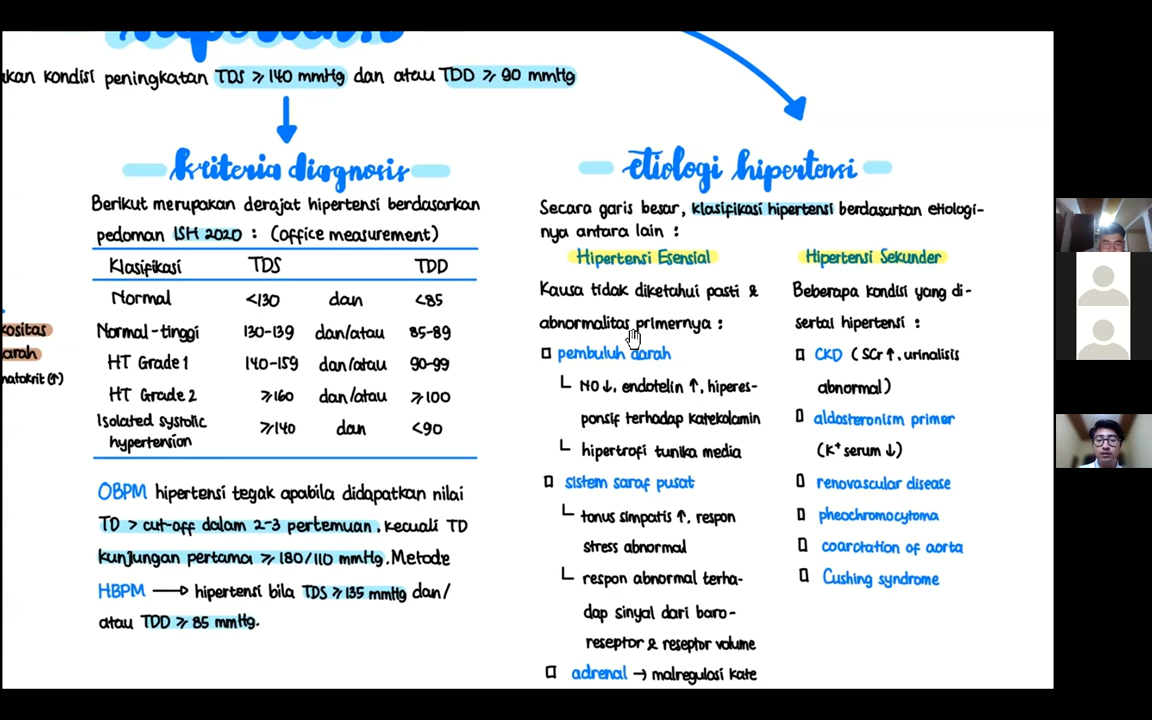 akan kondisi peningkatan TDS ≥ 140 mmHg dan atau TDD ≥ 90 mmHg
kriteria diagnosis
Berikut merupakan derajat hipertensi berdasarkan
pedoman ISH 2020 : (office measurement)
Klasifikasi TDS TDD
Normal <130 dan <85
Normal-tinggi 130-139 dan/atau 85-89
HT Grade 1 140-159 dan/atau 90-99
HT Grade 2 ≥160 dan/atau ≥100
Isolated systolic
hypertension ≥140 dan <90
OBPM hipertensi tegak apabila didapatkan nilai
TD > cut-off dalam 2-3 pertemuan, kecuali TD
kunjungan pertama ≥ 180/110 mmHg. Metode
HBPM → hipertensi bila TDS ≥ 135 mmHg dan/
atau TDD ≥ 85 mmHg.
kositas
arah
matokrit (↑)
etiologi hipertensi
Secara garis besar, klasifikasi hipertensi berdasarkan etiologi-
nya antara lain :
Hipertensi Esensial
Kausa tidak diketahui pasti &
abnormalitas primernya :
pembuluh darah
NO ↓, endotelin ↑, hiperes-
ponsif terhadap katekolamin
hipertrofi tunika media
sistem saraf pusat
tonus simpatis ↑, respon
stress abnormal
respon abnormal terha-
dap sinyal dari baro-
reseptor & reseptor volume
adrenal → malregulasi kate
Hipertensi Sekunder
Beberapa kondisi yang di-
sertai hipertensi :
CKD (SCr ↑, urinalisis
abnormal)
aldosteronism primer
(K⁺ serum ↓)
renovascular disease
pheochromocytoma
coarctation of aorta
Cushing syndrome